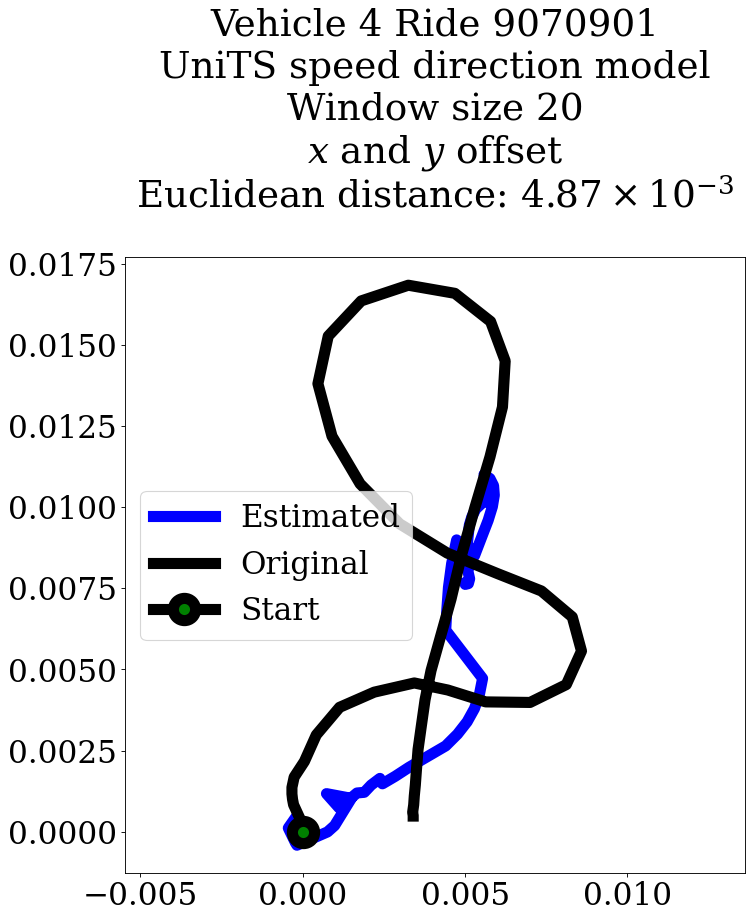 Vehicle 4 Ride 9070901
UniTS speed direction model
Window size 20
x and y offset
Euclidean distance: 4.87 × 10⁻³
0.0175
0.0150
0.0125
0.0100
0.0075
0.0050
0.0025
0.0000
Estimated
Original
Start
−0.005 0.000 0.005 0.010